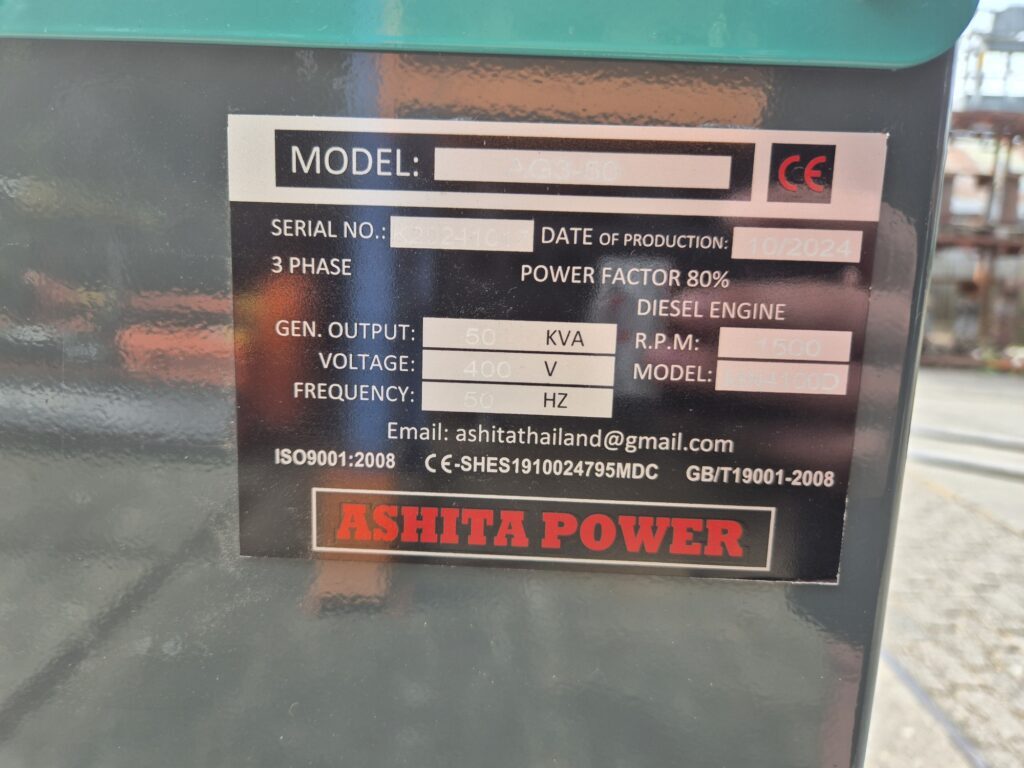 MODEL: AG3-50 CE
SERIAL NO.: DATE OF PRODUCTION: 10/2024
3 PHASE POWER FACTOR 80%
DIESEL ENGINE
GEN. OUTPUT: 50 KVA R.P.M: 1500
VOLTAGE: 400 V MODEL:
FREQUENCY: 50 HZ
Email: ashitathailand@gmail.com
ISO9001:2008 CE-SHES1910024795MDC GB/T19001-2008
ASHITA POWER